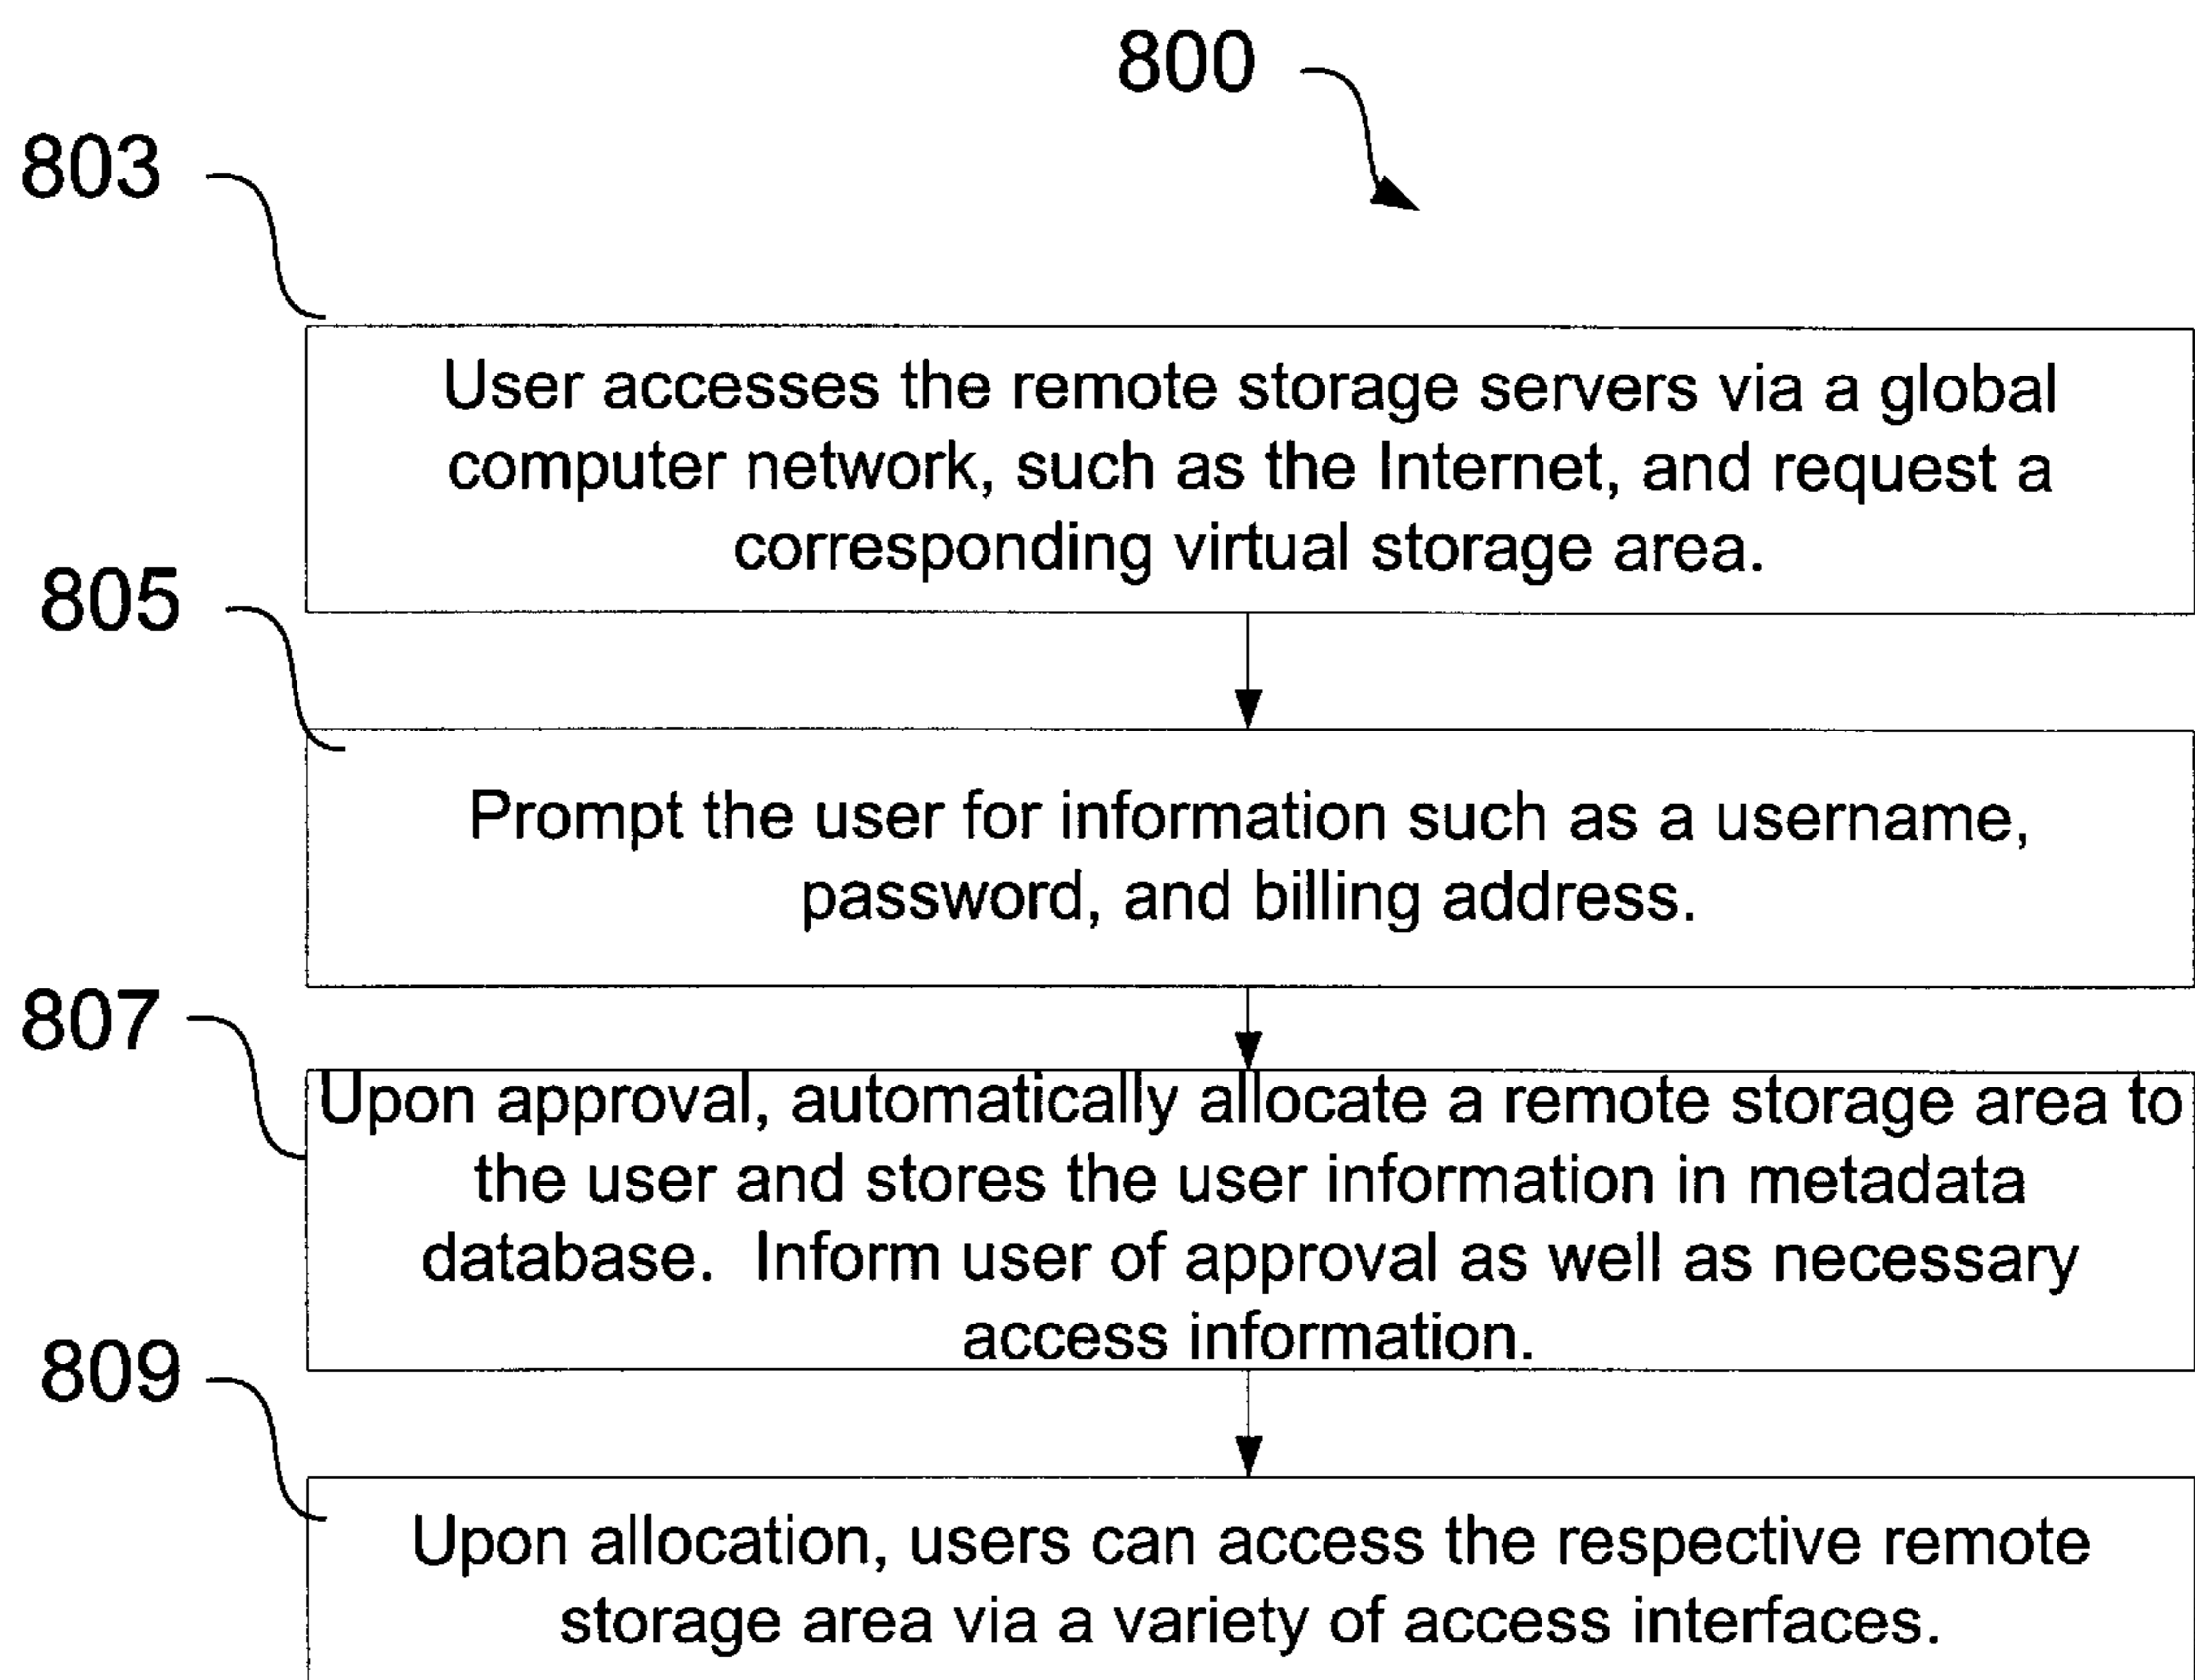 800
803
User accesses the remote storage servers via a global
computer network, such as the Internet, and request a
corresponding virtual storage area.
805
Prompt the user for information such as a username,
password, and billing address.
807
Upon approval, automatically allocate a remote storage area to
the user and stores the user information in metadata
database.  Inform user of approval as well as necessary
access information.
809
Upon allocation, users can access the respective remote
storage area via a variety of access interfaces.